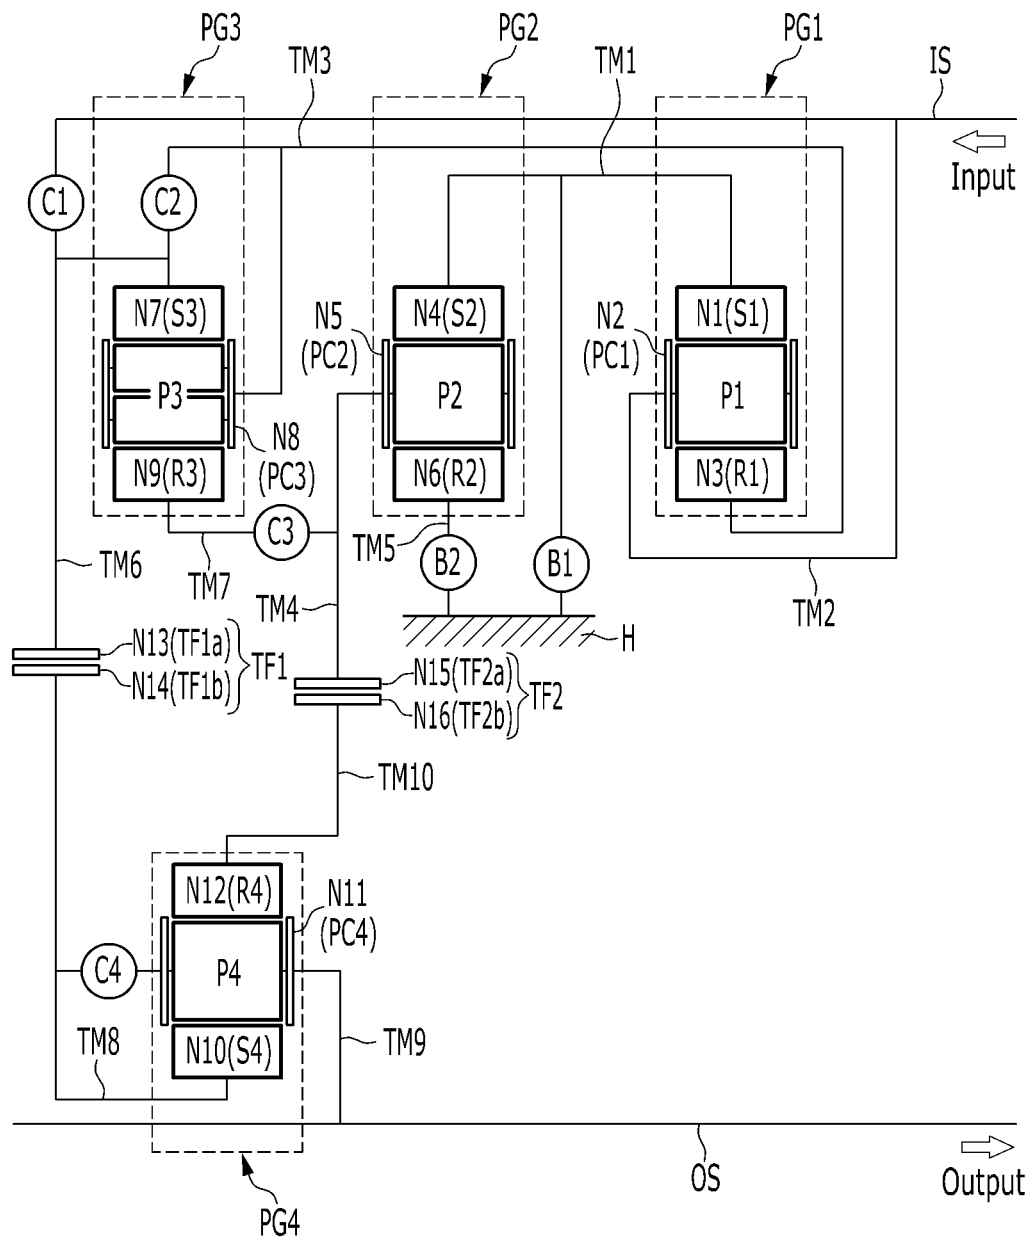 PG3
PG2
PG1
TM3
TM1
IS
Input
C1
C2
N7(S3)
N5
(PC2)
N4(S2)
N2
(PC1)
N1(S1)
P3
P2
P1
N8
(PC3)
N9(R3)
N6(R2)
N3(R1)
C3
TM5
B2
B1
TM6
TM7
TM4
TM2
H
N13(TF1a)
N14(TF1b)
TF1
N15(TF2a)
N16(TF2b)
TF2
TM10
N12(R4)
N11
(PC4)
C4
P4
TM8
N10(S4)
TM9
OS
Output
PG4